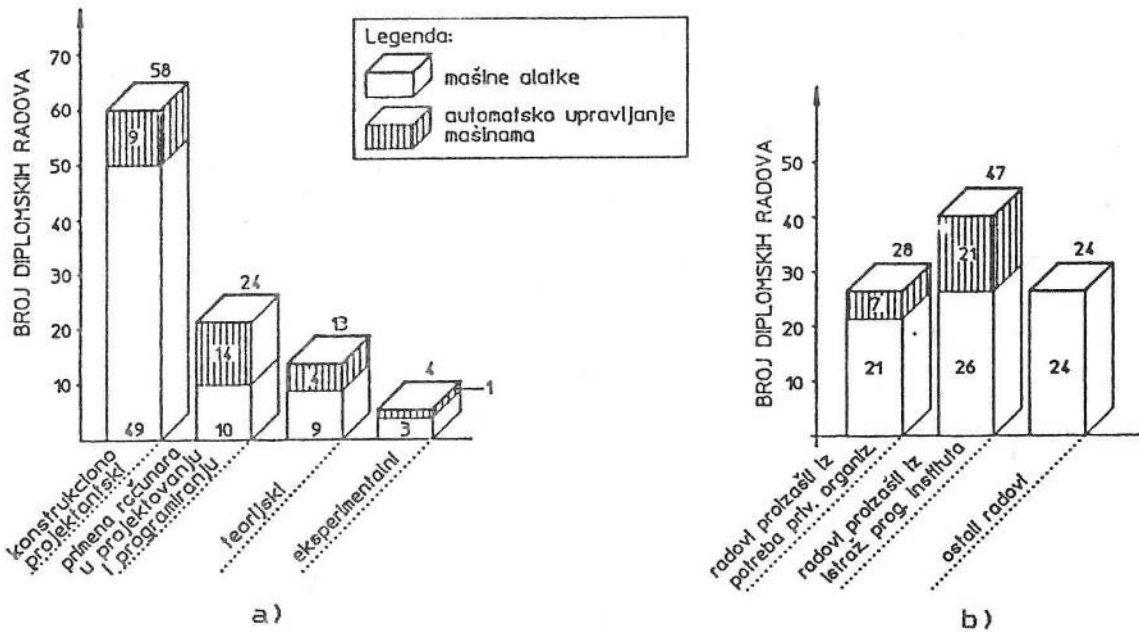 BROJ DIPLOMSKIH RADOVA
70
60
50
40
30
20
10
58
9
49
24
14
10
13
4
9
4
1
3
konstrukciono
projektantski
primena računara
u projektovanju
i programiranju
teorijski
eksperimentalni
a)
Legenda:
mašine alatke
automatsko upravljanje
mašinama
BROJ DIPLOMSKIH RADOVA
50
40
30
20
10
28
7
21
47
21
26
24
24
radovi proizašli iz
potreba priv. organiz.
radovi proizašli iz
istraž. prog. instituta
ostali radovi
b)